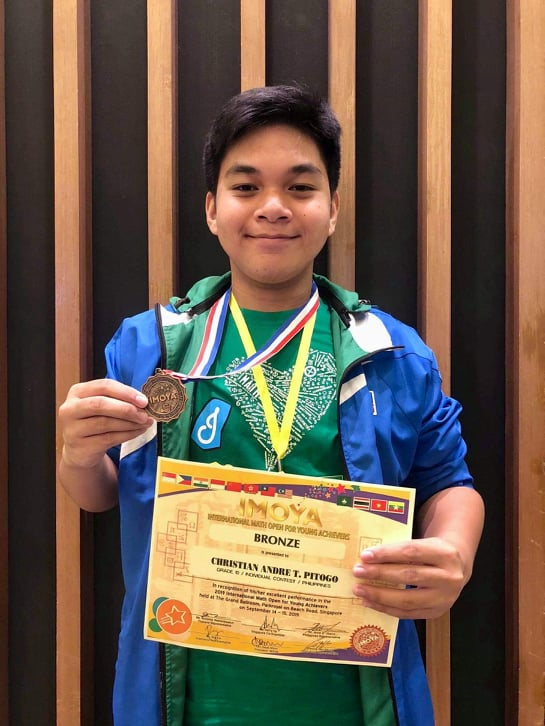 IMOYA
IMOYA
INTERNATIONAL MATH OPEN FOR YOUNG ACHIEVERS
BRONZE
is presented to
CHRISTIAN ANDRE T. PITOGO
GRADE 10 / INDIVIDUAL CONTEST / PHILIPPINES
In recognition of his/her excellent performance in the
2019 International Math Open for Young Achievers
held at The Grand Ballroom, Parkroyal on Beach Road, Singapore
on September 14 - 15, 2019